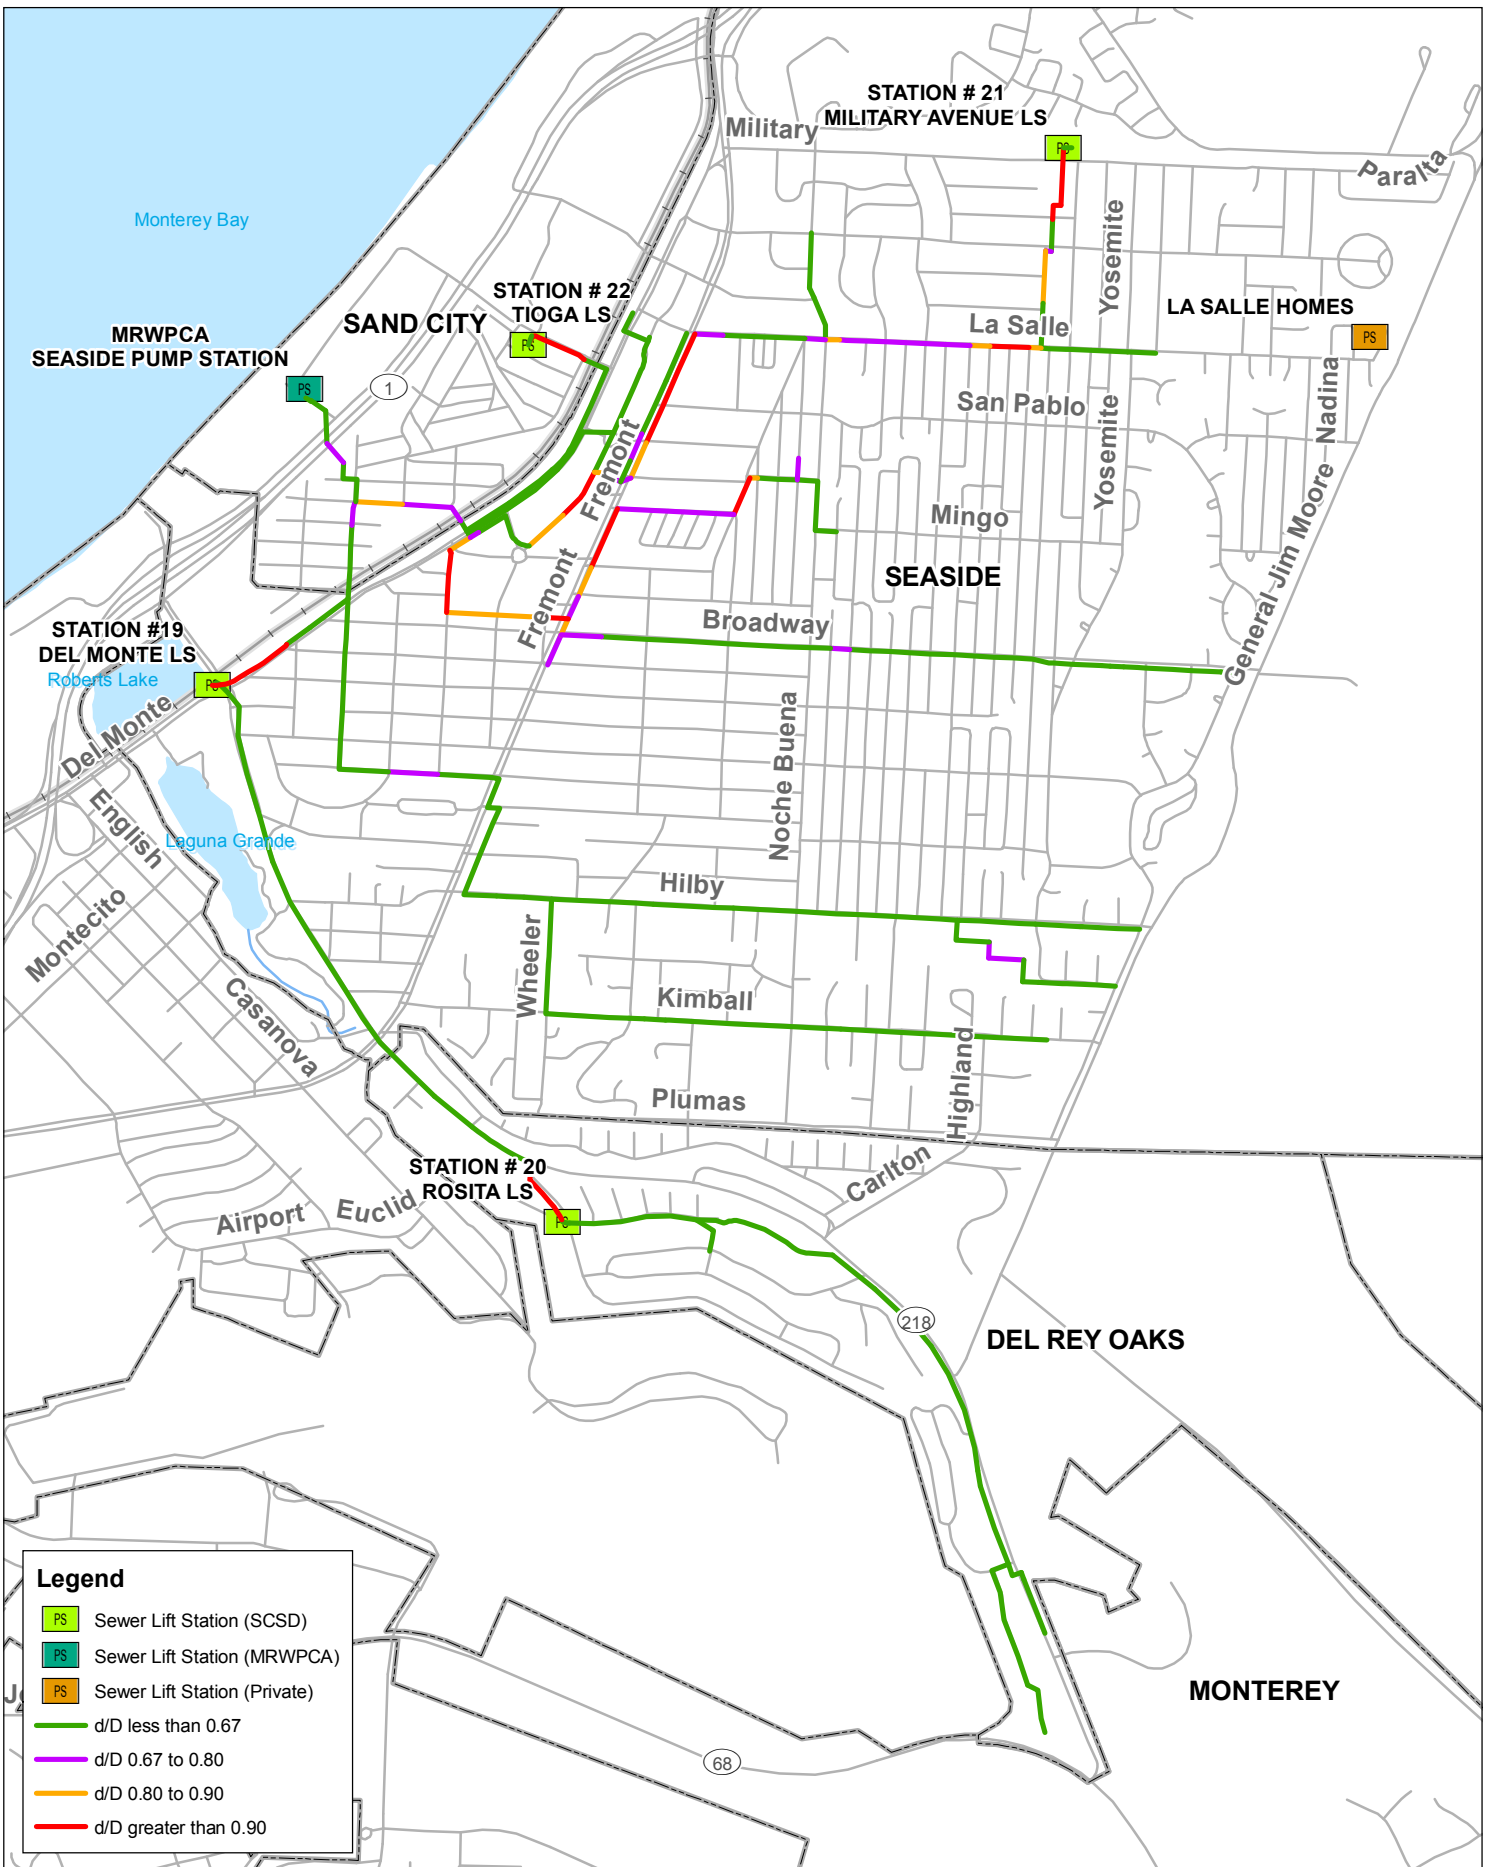 STATION # 21
MILITARY AVENUE LS
Military
Paralta
Monterey Bay
Yosemite
STATION # 22
TIOGA LS
SAND CITY
LA SALLE HOMES
La Salle
MRWPCA
SEASIDE PUMP STATION
PS
PS
PS
PS
1
San Pablo
Nadina
Yosemite
Fremont
Mingo
SEASIDE
General Jim Moore
Fremont
Broadway
STATION #19
DEL MONTE LS
Roberts Lake
PS
Del Monte
Noche Buena
English
Laguna Grande
Hilby
Montecito
Wheeler
Casanova
Kimball
Highland
Plumas
STATION # 20
ROSITA LS
Carlton
Airport
Euclid
PS
218
DEL REY OAKS
MONTEREY
68
Legend
PS Sewer Lift Station (SCSD)
PS Sewer Lift Station (MRWPCA)
PS Sewer Lift Station (Private)
d/D less than 0.67
d/D 0.67 to 0.80
d/D 0.80 to 0.90
d/D greater than 0.90